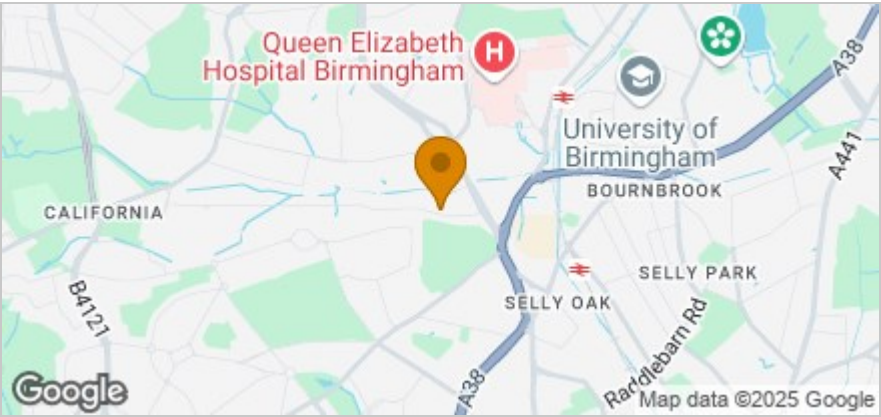 Queen Elizabeth
Hospital Birmingham
H
A38
University of
Birmingham
A441
BOURNBROOK
CALIFORNIA
B4121
SELLY PARK
SELLY OAK
Raddlebarn Rd
A38
Google
Map data ©2025 Google